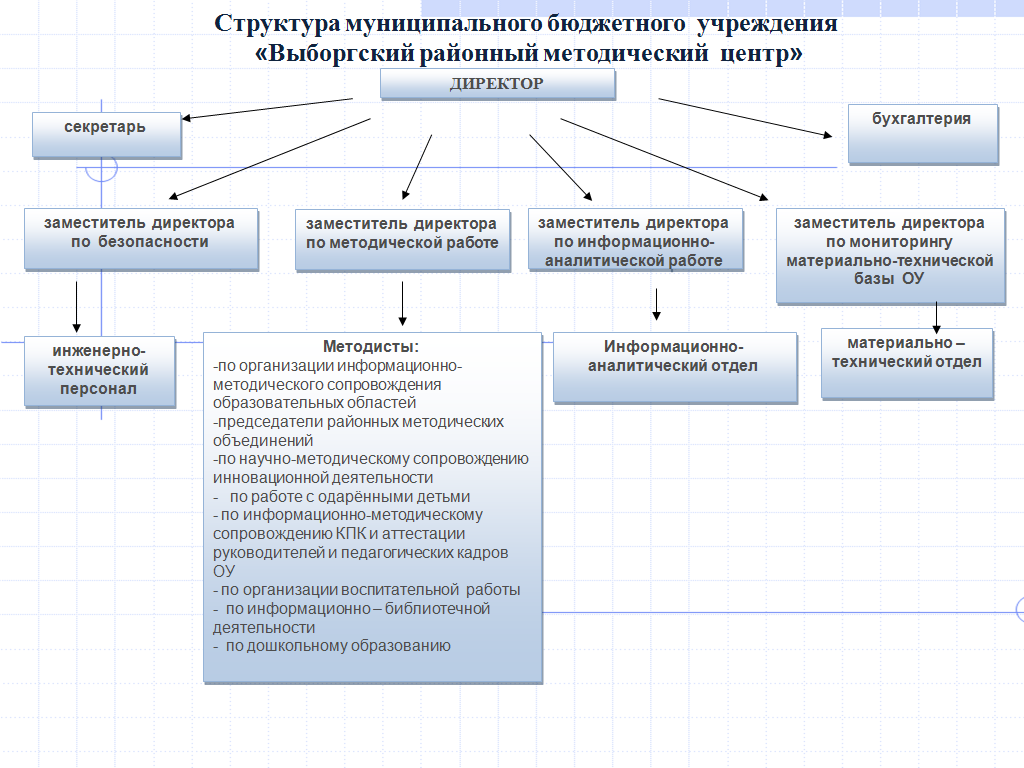 Структура муниципального бюджетного учреждения
«Выборгский районный методический центр»
ДИРЕКТОР
секретарь
бухгалтерия
заместитель директора
по безопасности
заместитель директора
по методической работе
заместитель директора
по информационно-
аналитической работе
заместитель директора
по мониторингу
материально-технической
базы ОУ
инженерно-
технический
персонал
Методисты:
-по организации информационно-
методического сопровождения
образовательных областей
-председатели районных методических
объединений
-по научно-методическому сопровождению
инновационной деятельности
- по работе с одарёнными детьми
- по информационно-методическому
сопровождению КПК и аттестации
руководителей и педагогических кадров
ОУ
- по организации воспитательной работы
- по информационно – библиотечной
деятельности
- по дошкольному образованию
Информационно-
аналитический отдел
материально –
технический отдел